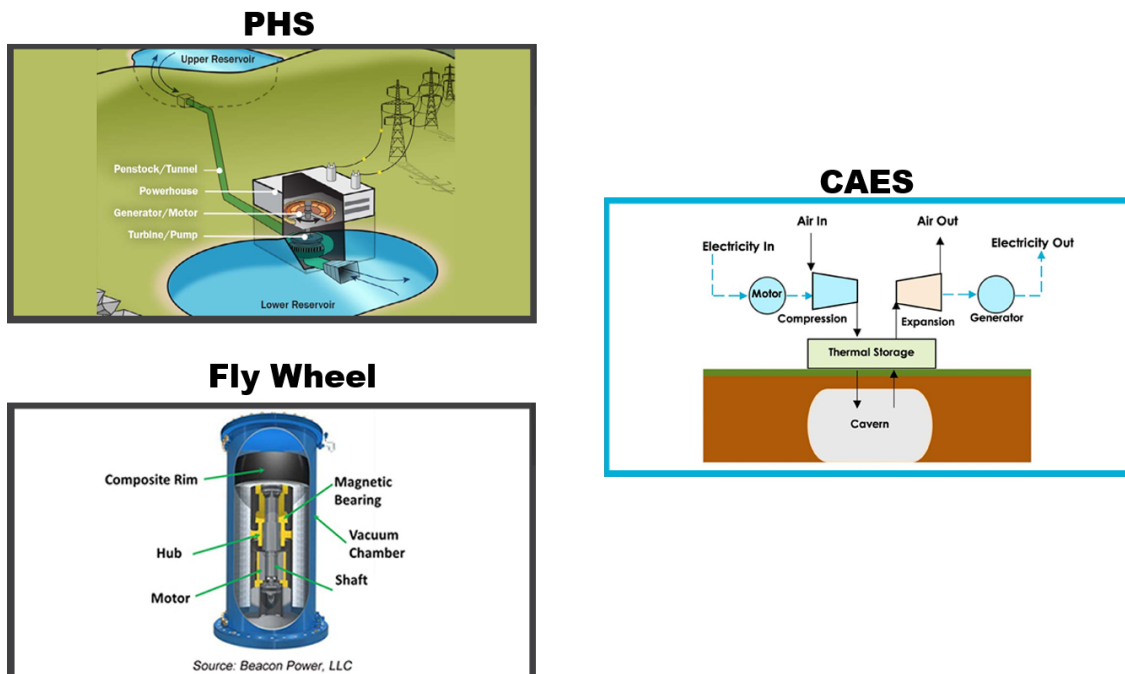 PHS
Upper Reservoir
Penstock/Tunnel
Powerhouse
Generator/Motor
Turbine/Pump
Lower Reservoir
Fly Wheel
Composite Rim
Magnetic
Bearing
Hub
Vacuum
Chamber
Motor
Shaft
Source: Beacon Power, LLC
CAES
Air In
Air Out
Electricity In
Electricity Out
Motor
Compression
Expansion
Generator
Thermal Storage
Cavern